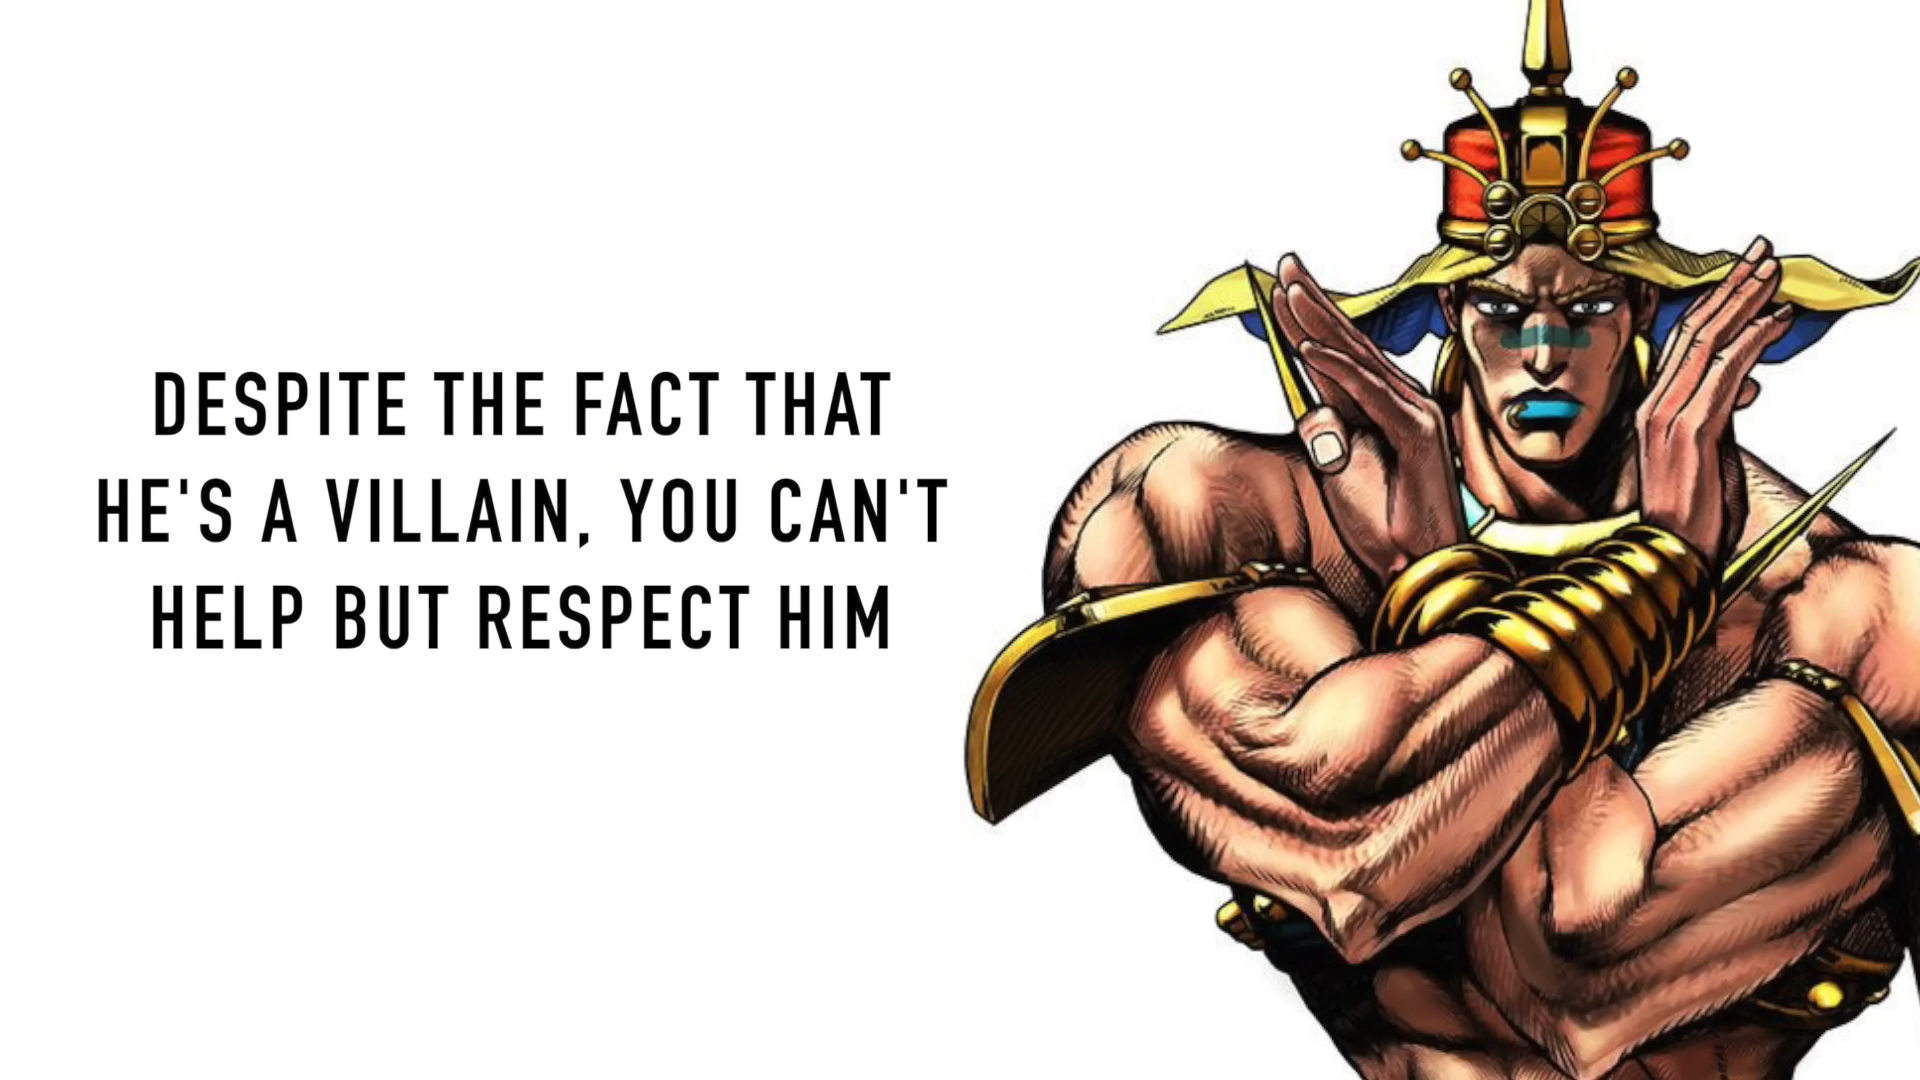 DESPITE THE FACT THAT
HE'S A VILLAIN, YOU CAN'T
HELP BUT RESPECT HIM